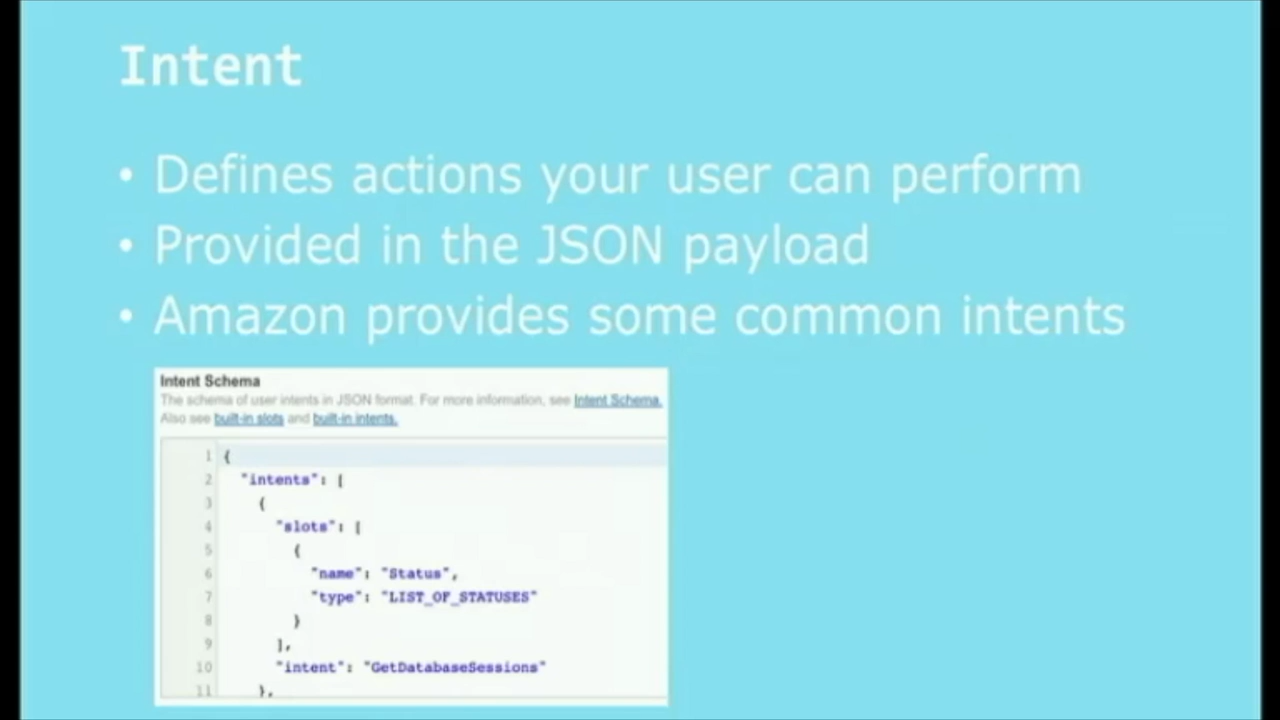 Intent
• Defines actions your user can perform
• Provided in the JSON payload
• Amazon provides some common intents
Intent Schema
The schema of user intents in JSON format. For more information, see Intent Schema.
Also see built-in slots and built-in intents.
1 {
2 "intents": [
3 {
4 "slots": [
5 {
6 "name": "Status",
7 "type": "LIST_OF_STATUSES"
8 }
9 ],
10 "intent": "GetDatabaseSessions"
11 },